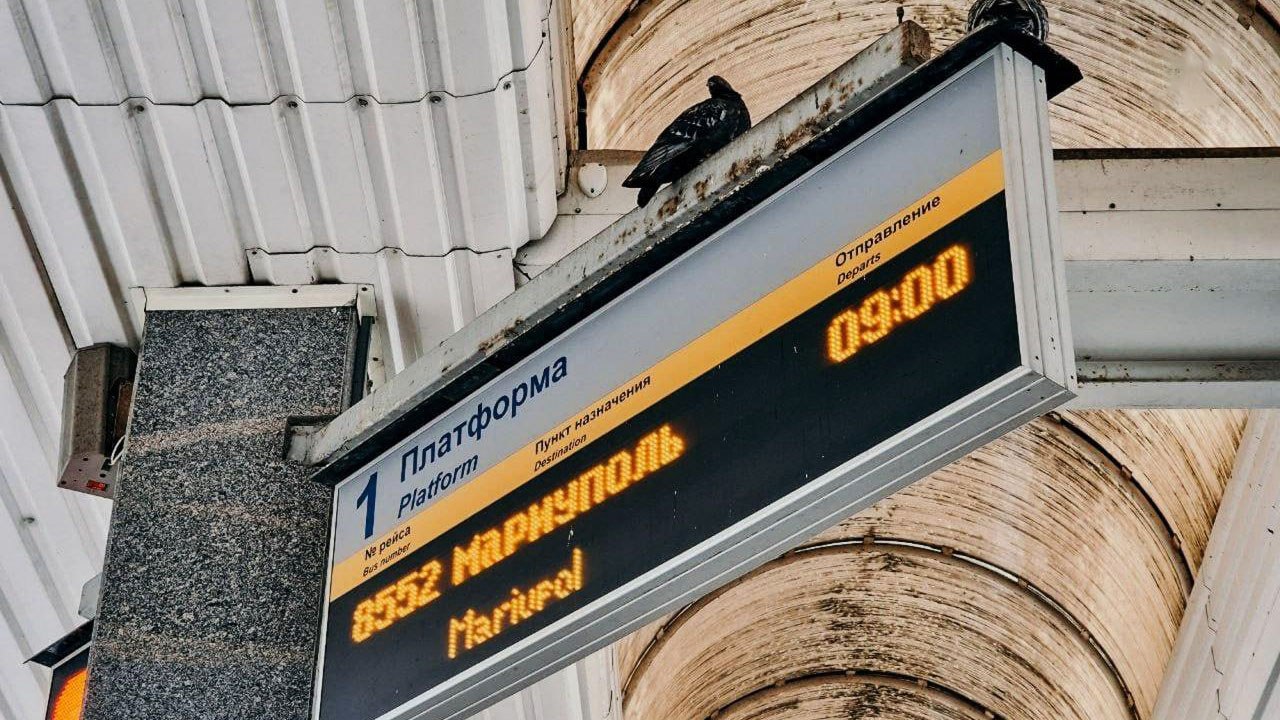 1 Платформа
Platform
№ рейса
Bus number
Пункт назначения
Destination
Отправление
Departs
8552 Мариуполь 09:00
Mariupol